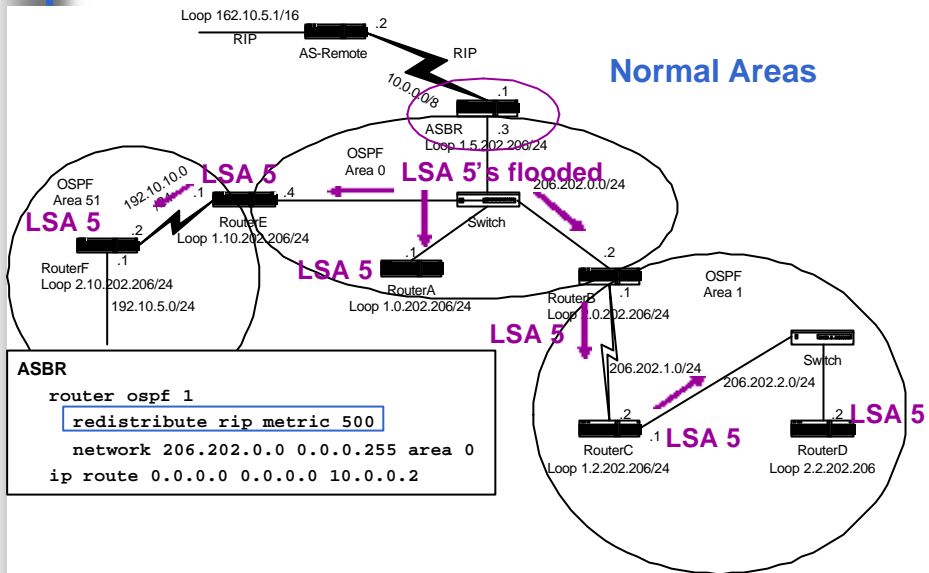 Loop 162.10.5.1/16
RIP
.2
AS-Remote
RIP
10.0.0.0/8
Normal Areas
.1
ASBR
.3
Loop 1.5.202.206/24
OSPF
Area 0
LSA 5's flooded
206.202.0.0/24
OSPF
Area 51
192.10.10.0
LSA 5
.1
.4
RouterE
Loop 1.10.202.206/24
Switch
LSA 5
.2
.1
RouterF
Loop 2.10.202.206/24
192.10.5.0/24
.1
LSA 5
RouterA
Loop 1.0.202.206/24
.2
RouterB
.1
Loop 2.0.202.206/24
OSPF
Area 1
LSA 5
206.202.1.0/24
Switch
206.202.2.0/24
.2
.1
LSA 5
RouterC
Loop 1.2.202.206/24
.2
LSA 5
RouterD
Loop 2.2.202.206
ASBR
router ospf 1
redistribute rip metric 500
network 206.202.0.0 0.0.0.255 area 0
ip route 0.0.0.0 0.0.0.0 10.0.0.2